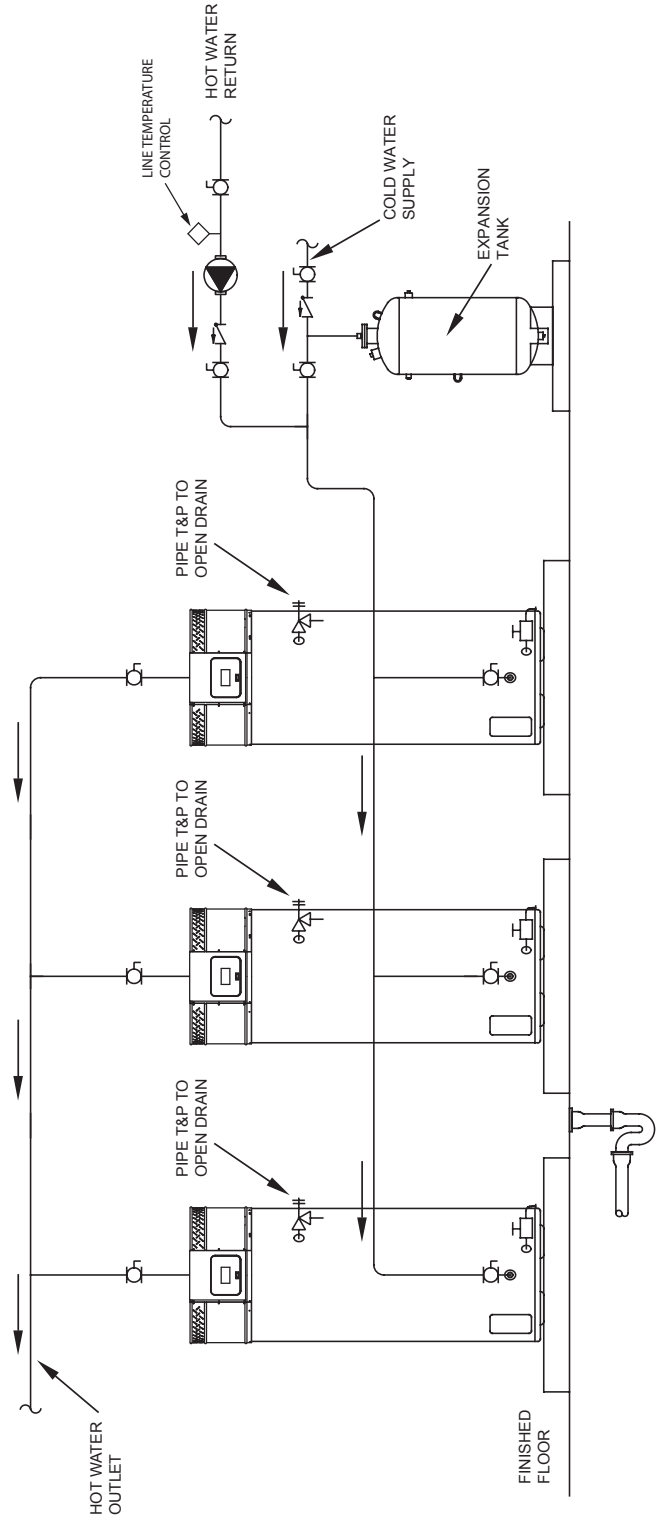 HOT WATER
OUTLET
PIPE T&P TO
OPEN DRAIN
PIPE T&P TO
OPEN DRAIN
PIPE T&P TO
OPEN DRAIN
LINE TEMPERATURE
CONTROL
HOT WATER
RETURN
COLD WATER
SUPPLY
EXPANSION
TANK
FINISHED
FLOOR